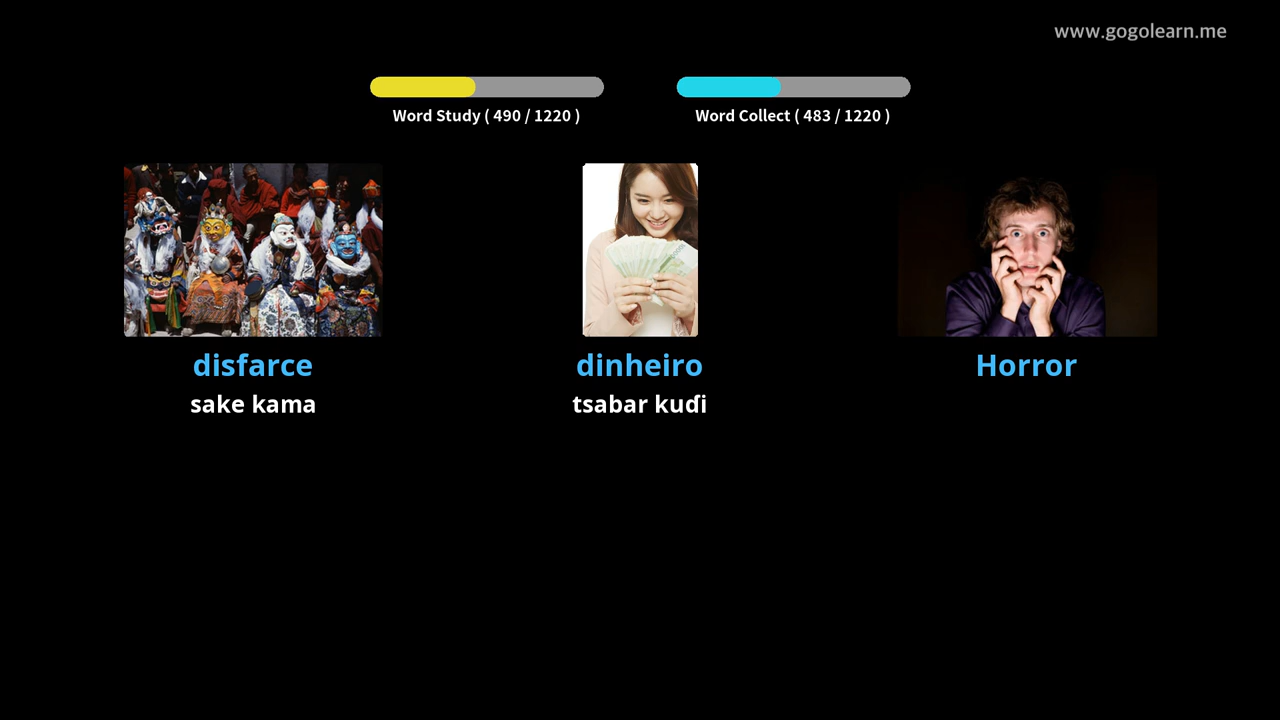 www.gogolearn.me
Word Study ( 490 / 1220 )
Word Collect ( 483 / 1220 )
disfarce
sake kama
dinheiro
tsabar kuɗi
Horror